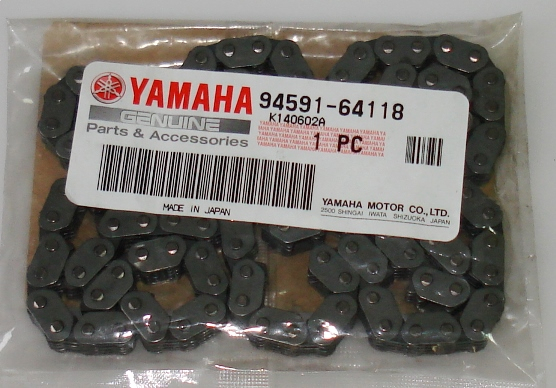 YAMAHA
GENUINE
Parts & Accessories
94591-64118
K140602A
1 PC
MADE IN JAPAN
YAMAHA MOTOR CO.,LTD.
2500 SHINGAI IWATA SHIZUOKA JAPAN